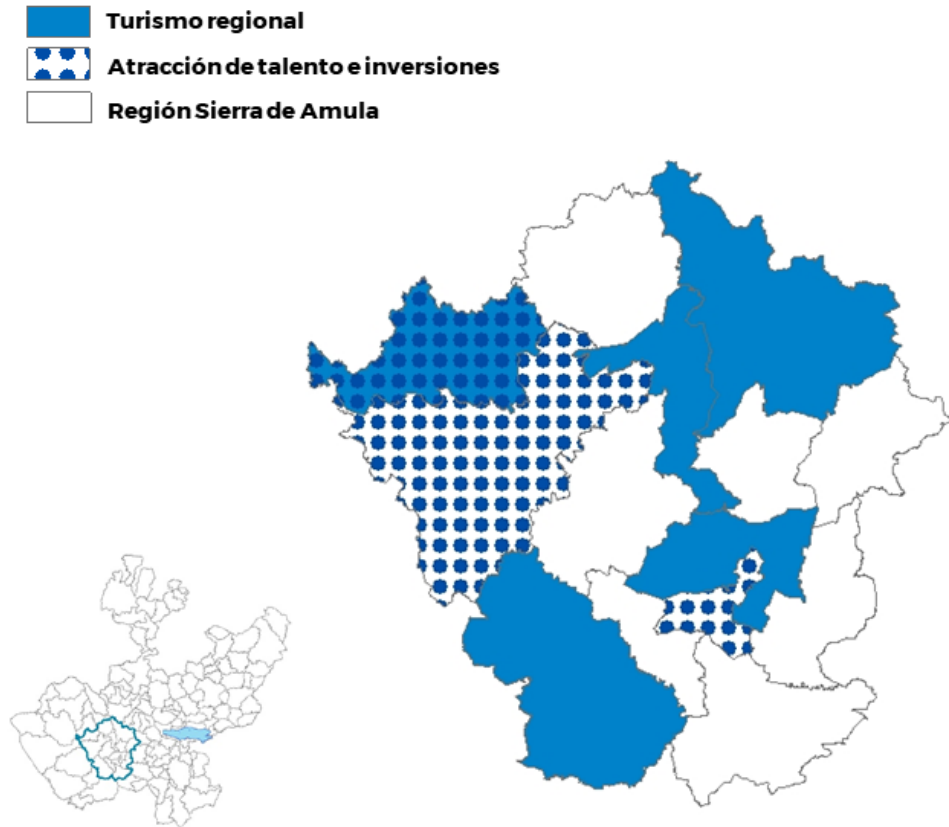 Turismo regional
Atracción de talento e inversiones
Región Sierra de Amula